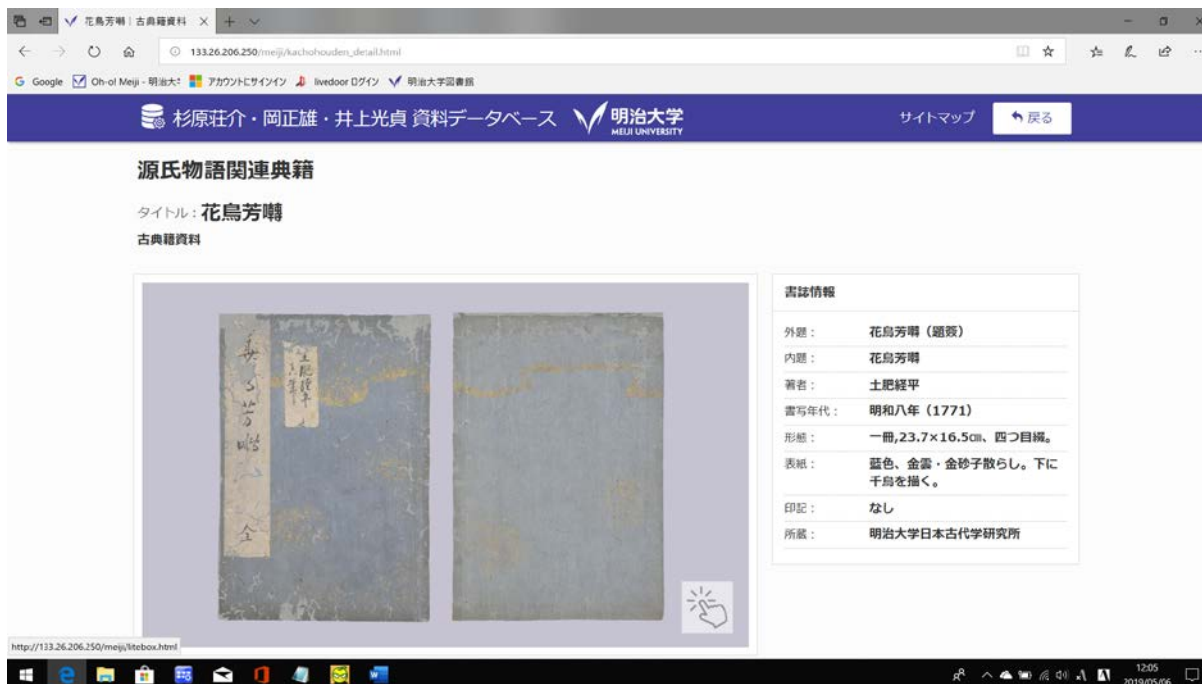 花鳥芳囀 | 古典籍資料
133.26.206.250/meiji/kachohouden_detail.html
Google
Oh-o! Meiji - 明治大学
アカウントにサインイン
livedoor ログイン
明治大学図書館
杉原荘介・岡正雄・井上光貞 資料データベース
明治大学
MEIJI UNIVERSITY
サイトマップ
戻る
源氏物語関連典籍
タイトル：花鳥芳囀
古典籍資料
芳
全
土肥経平
真筆
書誌情報
外題： 花鳥芳囀（題簽）
内題： 花鳥芳囀
著者： 土肥経平
書写年代： 明和八年（1771）
形態： 一冊,23.7×16.5㎝、四つ目綴。
表紙： 藍色、金雲・金砂子散らし。下に
千鳥を描く。
印記： なし
所蔵： 明治大学日本古代学研究所
http://133.26.206.250/meiji/litebox.html
12:05
2019/05/06